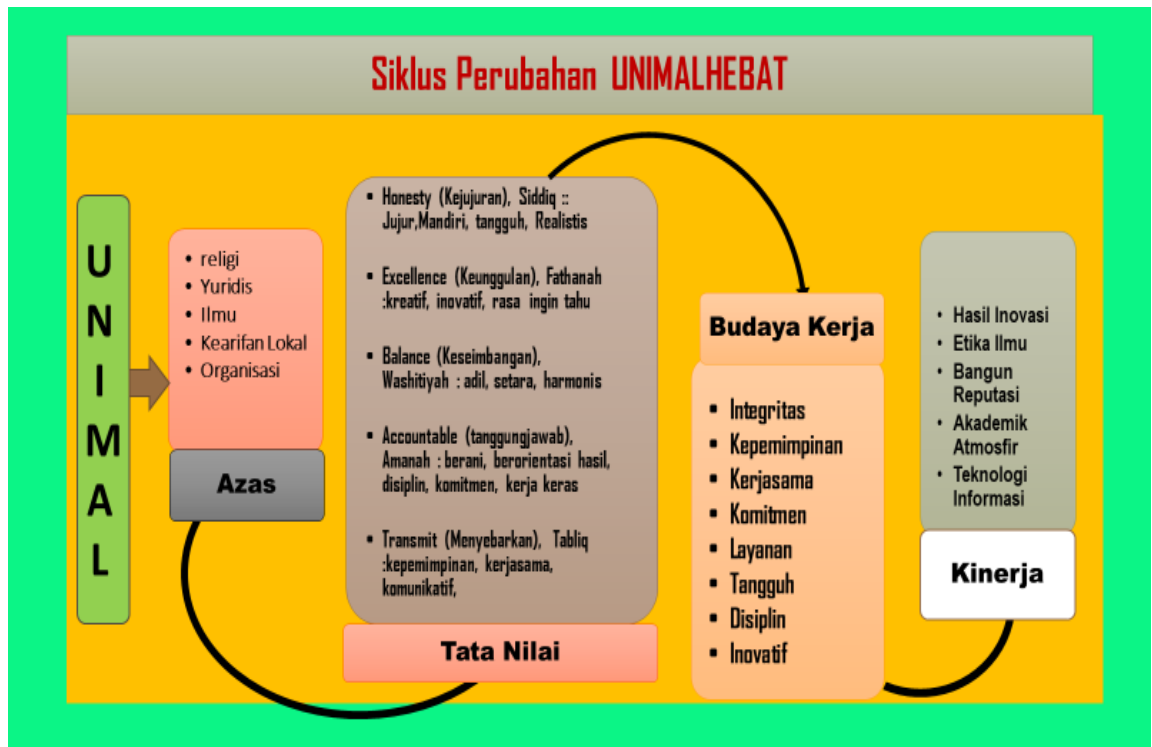 Siklus Perubahan UNIMALHEBAT
UNIMAL
religi
Yuridis
Ilmu
Kearifan Lokal
Organisasi
Azas
Honesty (Kejujuran), Siddiq ::
Jujur,Mandiri, tangguh, Realistis
Excellence (Keunggulan), Fathanah
:kreatif, inovatif, rasa ingin tahu
Balance (Keseimbangan),
Washitiyah : adil, setara, harmonis
Accountable (tanggungjawab),
Amanah : berani, berorientasi hasil,
disiplin, komitmen, kerja keras
Transmit (Menyebarkan), Tabliq
:kepemimpinan, kerjasama,
komunikatif,
Tata Nilai
Budaya Kerja
Integritas
Kepemimpinan
Kerjasama
Komitmen
Layanan
Tangguh
Disiplin
Inovatif
Hasil Inovasi
Etika Ilmu
Bangun
Reputasi
Akademik
Atmosfir
Teknologi
Informasi
Kinerja